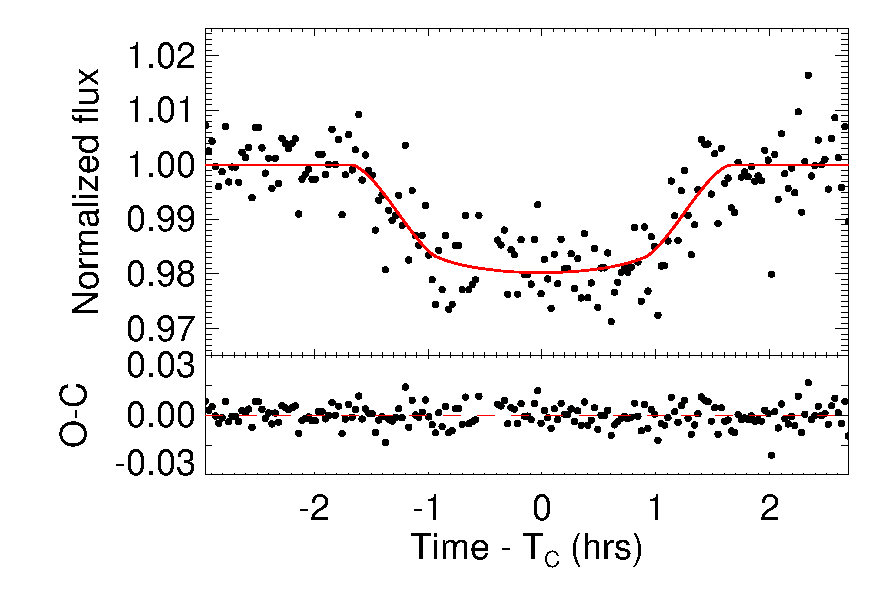 Normalized flux
1.02
1.01
1.00
0.99
0.98
0.97
O-C
0.03
0.00
-0.03
-2 -1 0 1 2
Time - T_C (hrs)